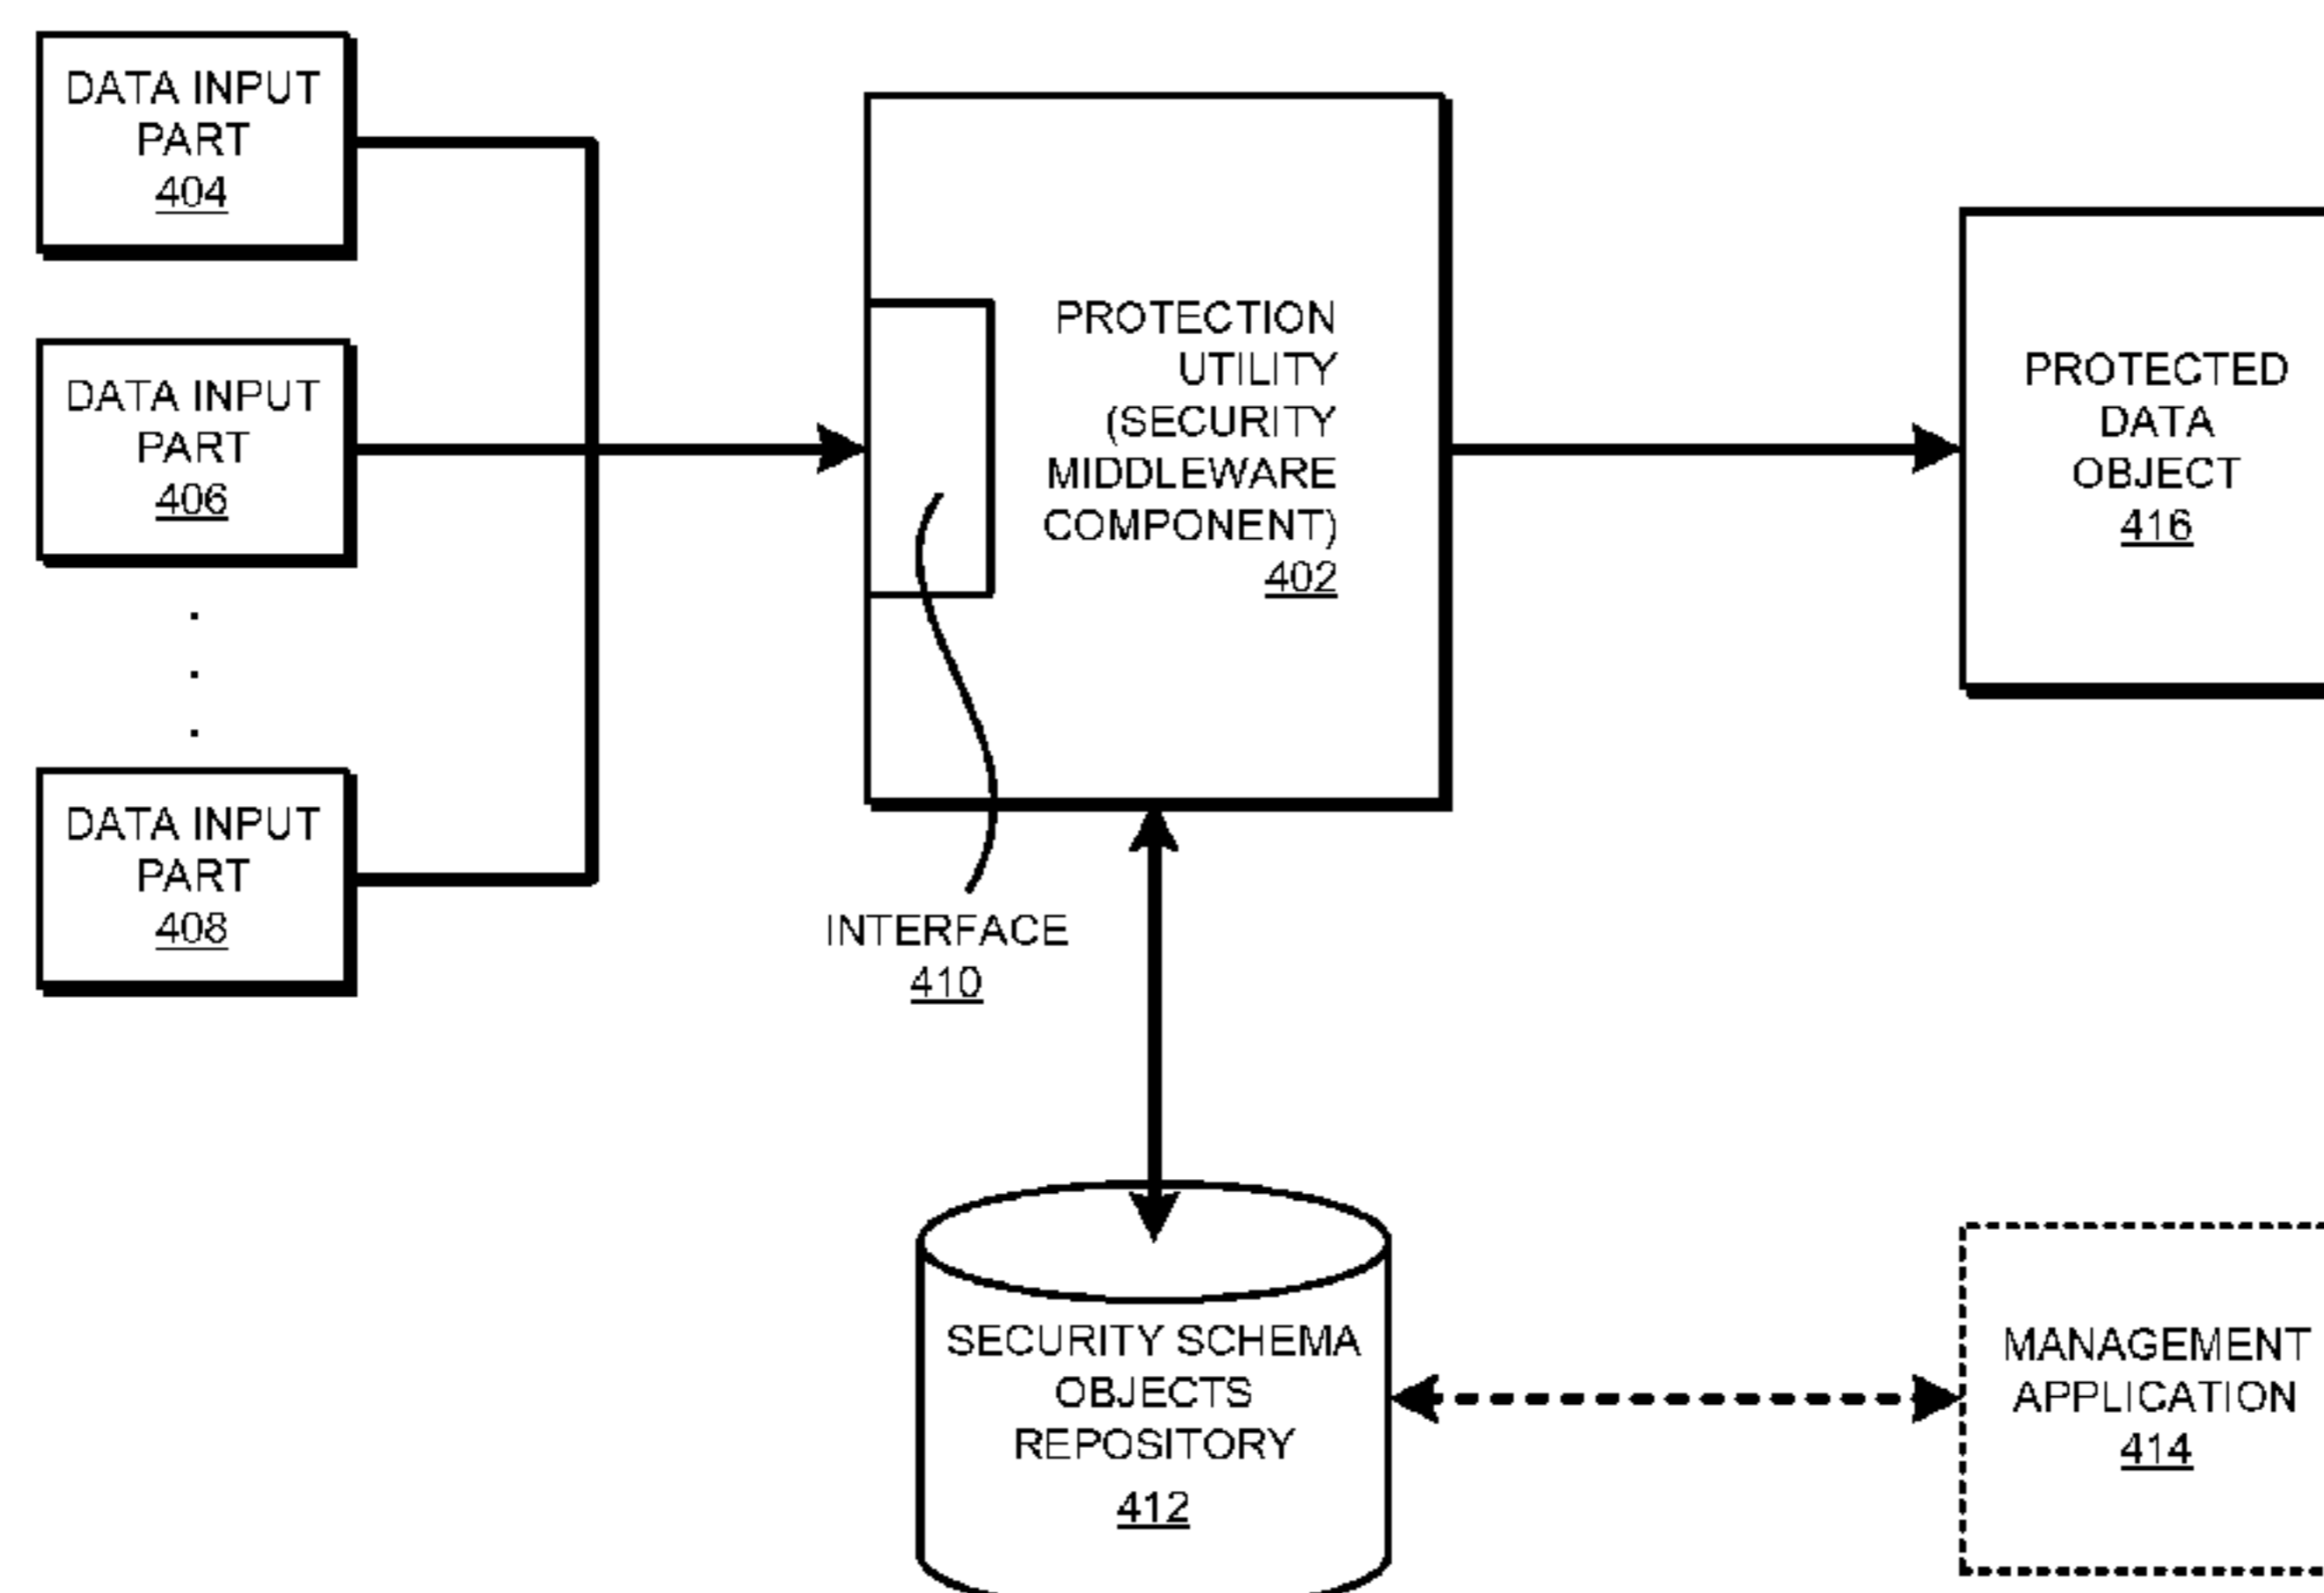 DATA INPUT
PART
404
DATA INPUT
PART
406
.
.
.
DATA INPUT
PART
408
PROTECTION
UTILITY
(SECURITY
MIDDLEWARE
COMPONENT)
402
INTERFACE
410
PROTECTED
DATA
OBJECT
416
SECURITY SCHEMA
OBJECTS
REPOSITORY
412
MANAGEMENT
APPLICATION
414